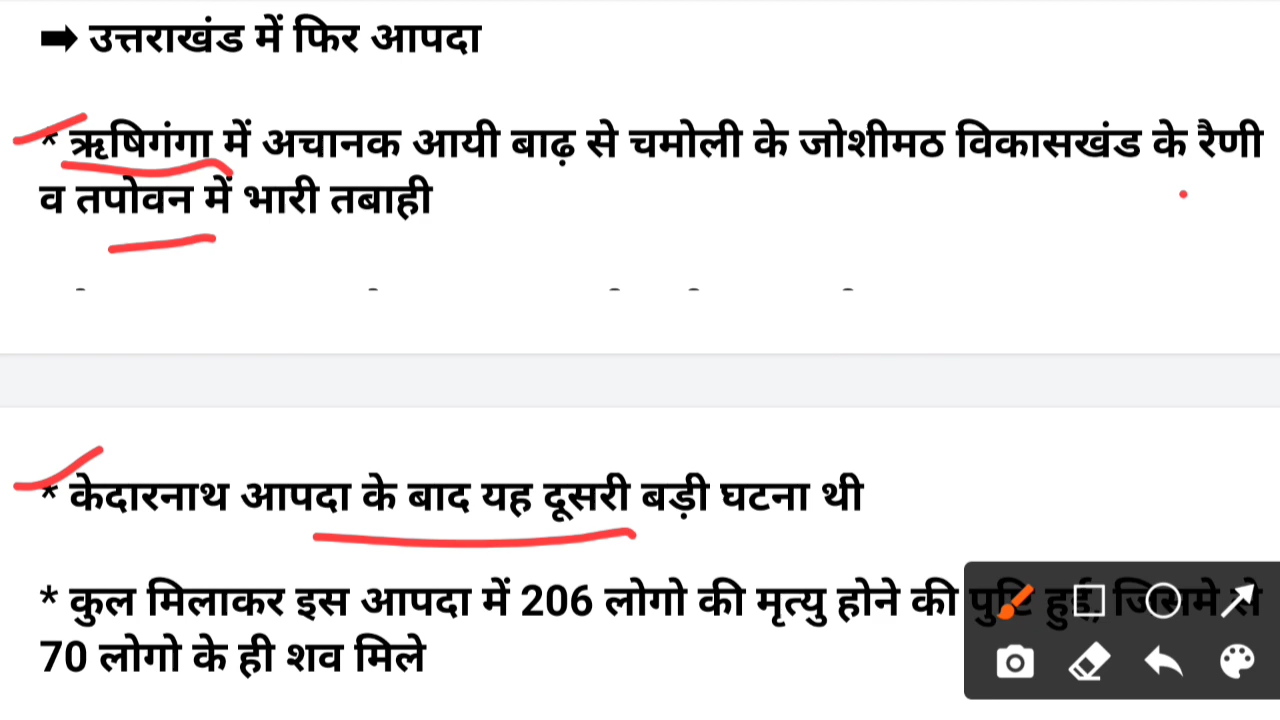 ➡ उत्तराखंड में फिर आपदा
* ऋषिगंगा में अचानक आयी बाढ़ से चमोली के जोशीमठ विकासखंड के रैणी
व तपोवन में भारी तबाही
* केदारनाथ आपदा के बाद यह दूसरी बड़ी घटना थी
* कुल मिलाकर इस आपदा में 206 लोगो की मृत्यु होने की पुष्टि हुई, जिसमे से
70 लोगो के ही शव मिले